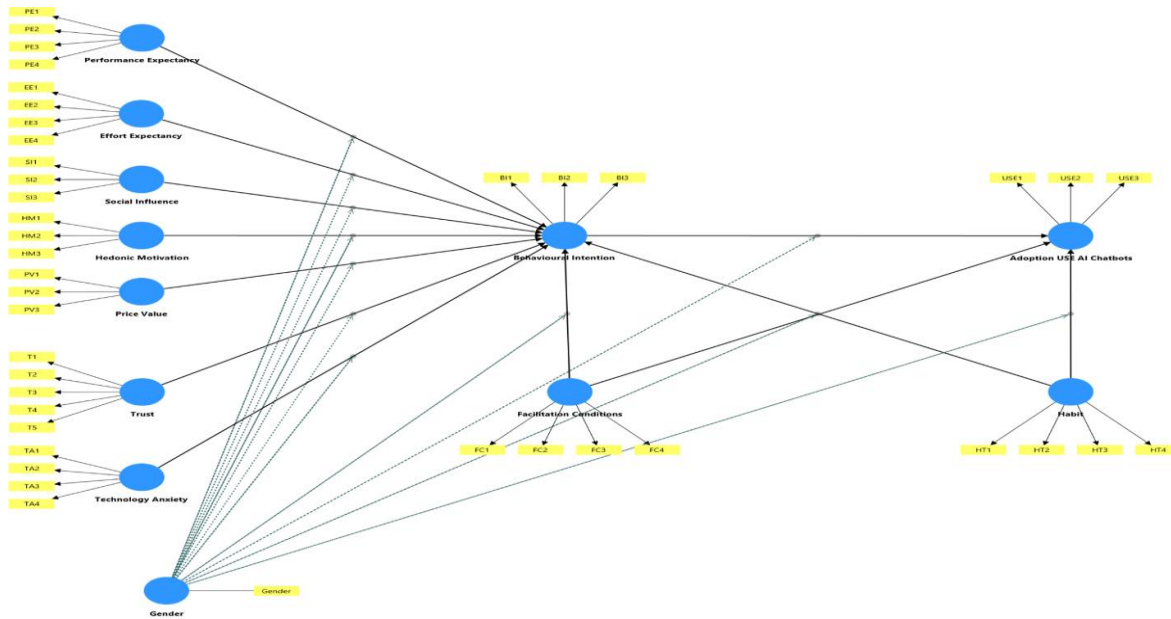 PE1
PE2
PE3
PE4
Performance Expectancy
EE1
EE2
EE3
EE4
Effort Expectancy
SI1
SI2
SI3
Social Influence
HM1
HM2
HM3
Hedonic Motivation
PV1
PV2
PV3
Price Value
T1
T2
T3
T4
T5
Trust
TA1
TA2
TA3
TA4
Technology Anxiety
BI1
BI2
BI3
Behavioural Intention
USE1
USE2
USE3
Adoption USE AI Chatbots
Facilitation Conditions
FC1
FC2
FC3
FC4
Habit
HT1
HT2
HT3
HT4
Gender
Gender